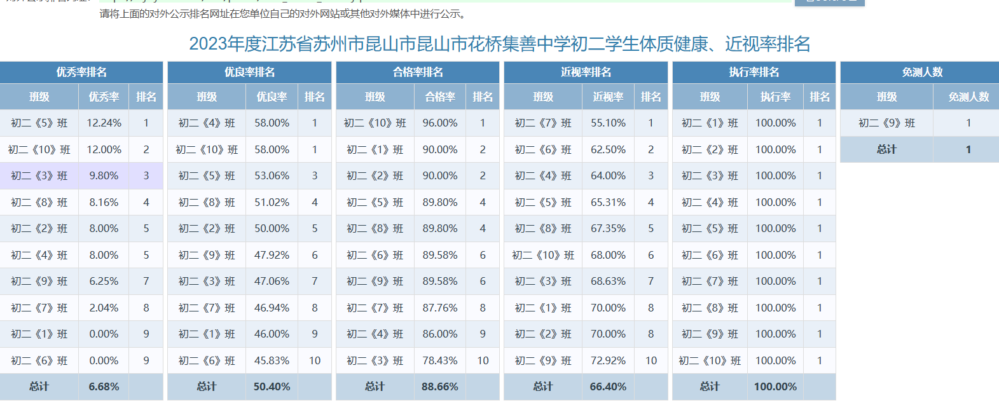 请将上面的对外公示排名网址在您单位自己的对外网站或其他对外媒体中进行公示。
2023年度江苏省苏州市昆山市昆山市花桥集善中学初二学生体质健康、近视率排名
优秀率排名 优良率排名 合格率排名 近视率排名 执行率排名 免测人数
班级 优秀率 排名 班级 优良率 排名 班级 合格率 排名 班级 近视率 排名 班级 执行率 排名 班级 免测人数
初二《5》班 12.24% 1 初二《4》班 58.00% 1 初二《10》班 96.00% 1 初二《7》班 55.10% 1 初二《1》班 100.00% 1 初二《9》班 1
初二《10》班 12.00% 2 初二《10》班 58.00% 1 初二《1》班 90.00% 2 初二《6》班 62.50% 2 初二《2》班 100.00% 1 总计 1
初二《3》班 9.80% 3 初二《5》班 53.06% 3 初二《2》班 90.00% 2 初二《4》班 64.00% 3 初二《3》班 100.00% 1
初二《8》班 8.16% 4 初二《8》班 51.02% 4 初二《5》班 89.80% 4 初二《5》班 65.31% 4 初二《4》班 100.00% 1
初二《2》班 8.00% 5 初二《2》班 50.00% 5 初二《8》班 89.80% 4 初二《8》班 67.35% 5 初二《5》班 100.00% 1
初二《4》班 8.00% 5 初二《9》班 47.92% 6 初二《6》班 89.58% 6 初二《10》班 68.00% 6 初二《6》班 100.00% 1
初二《9》班 6.25% 7 初二《3》班 47.06% 7 初二《9》班 89.58% 6 初二《3》班 68.63% 7 初二《7》班 100.00% 1
初二《7》班 2.04% 8 初二《7》班 46.94% 8 初二《7》班 87.76% 8 初二《1》班 70.00% 8 初二《8》班 100.00% 1
初二《1》班 0.00% 9 初二《1》班 46.00% 9 初二《4》班 86.00% 9 初二《2》班 70.00% 8 初二《9》班 100.00% 1
初二《6》班 0.00% 9 初二《6》班 45.83% 10 初二《3》班 78.43% 10 初二《9》班 72.92% 10 初二《10》班 100.00% 1
总计 6.68% 总计 50.40% 总计 88.66% 总计 66.40% 总计 100.00%